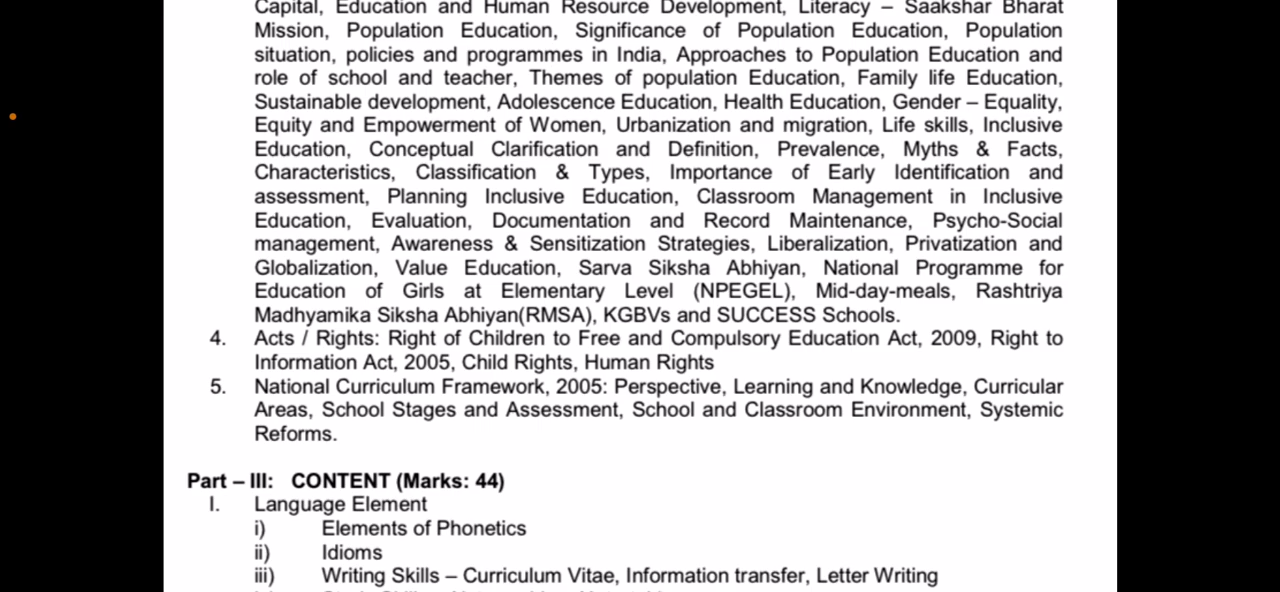 Capital, Education and Human Resource Development, Literacy – Saakshar Bharat
Mission, Population Education, Significance of Population Education, Population
situation, policies and programmes in India, Approaches to Population Education and
role of school and teacher, Themes of population Education, Family life Education,
Sustainable development, Adolescence Education, Health Education, Gender – Equality,
Equity and Empowerment of Women, Urbanization and migration, Life skills, Inclusive
Education, Conceptual Clarification and Definition, Prevalence, Myths & Facts,
Characteristics, Classification & Types, Importance of Early Identification and
assessment, Planning Inclusive Education, Classroom Management in Inclusive
Education, Evaluation, Documentation and Record Maintenance, Psycho-Social
management, Awareness & Sensitization Strategies, Liberalization, Privatization and
Globalization, Value Education, Sarva Siksha Abhiyan, National Programme for
Education of Girls at Elementary Level (NPEGEL), Mid-day-meals, Rashtriya
Madhyamika Siksha Abhiyan(RMSA), KGBVs and SUCCESS Schools.
4. Acts / Rights: Right of Children to Free and Compulsory Education Act, 2009, Right to
Information Act, 2005, Child Rights, Human Rights
5. National Curriculum Framework, 2005: Perspective, Learning and Knowledge, Curricular
Areas, School Stages and Assessment, School and Classroom Environment, Systemic
Reforms.
Part – III: CONTENT (Marks: 44)
I. Language Element
i) Elements of Phonetics
ii) Idioms
iii) Writing Skills – Curriculum Vitae, Information transfer, Letter Writing